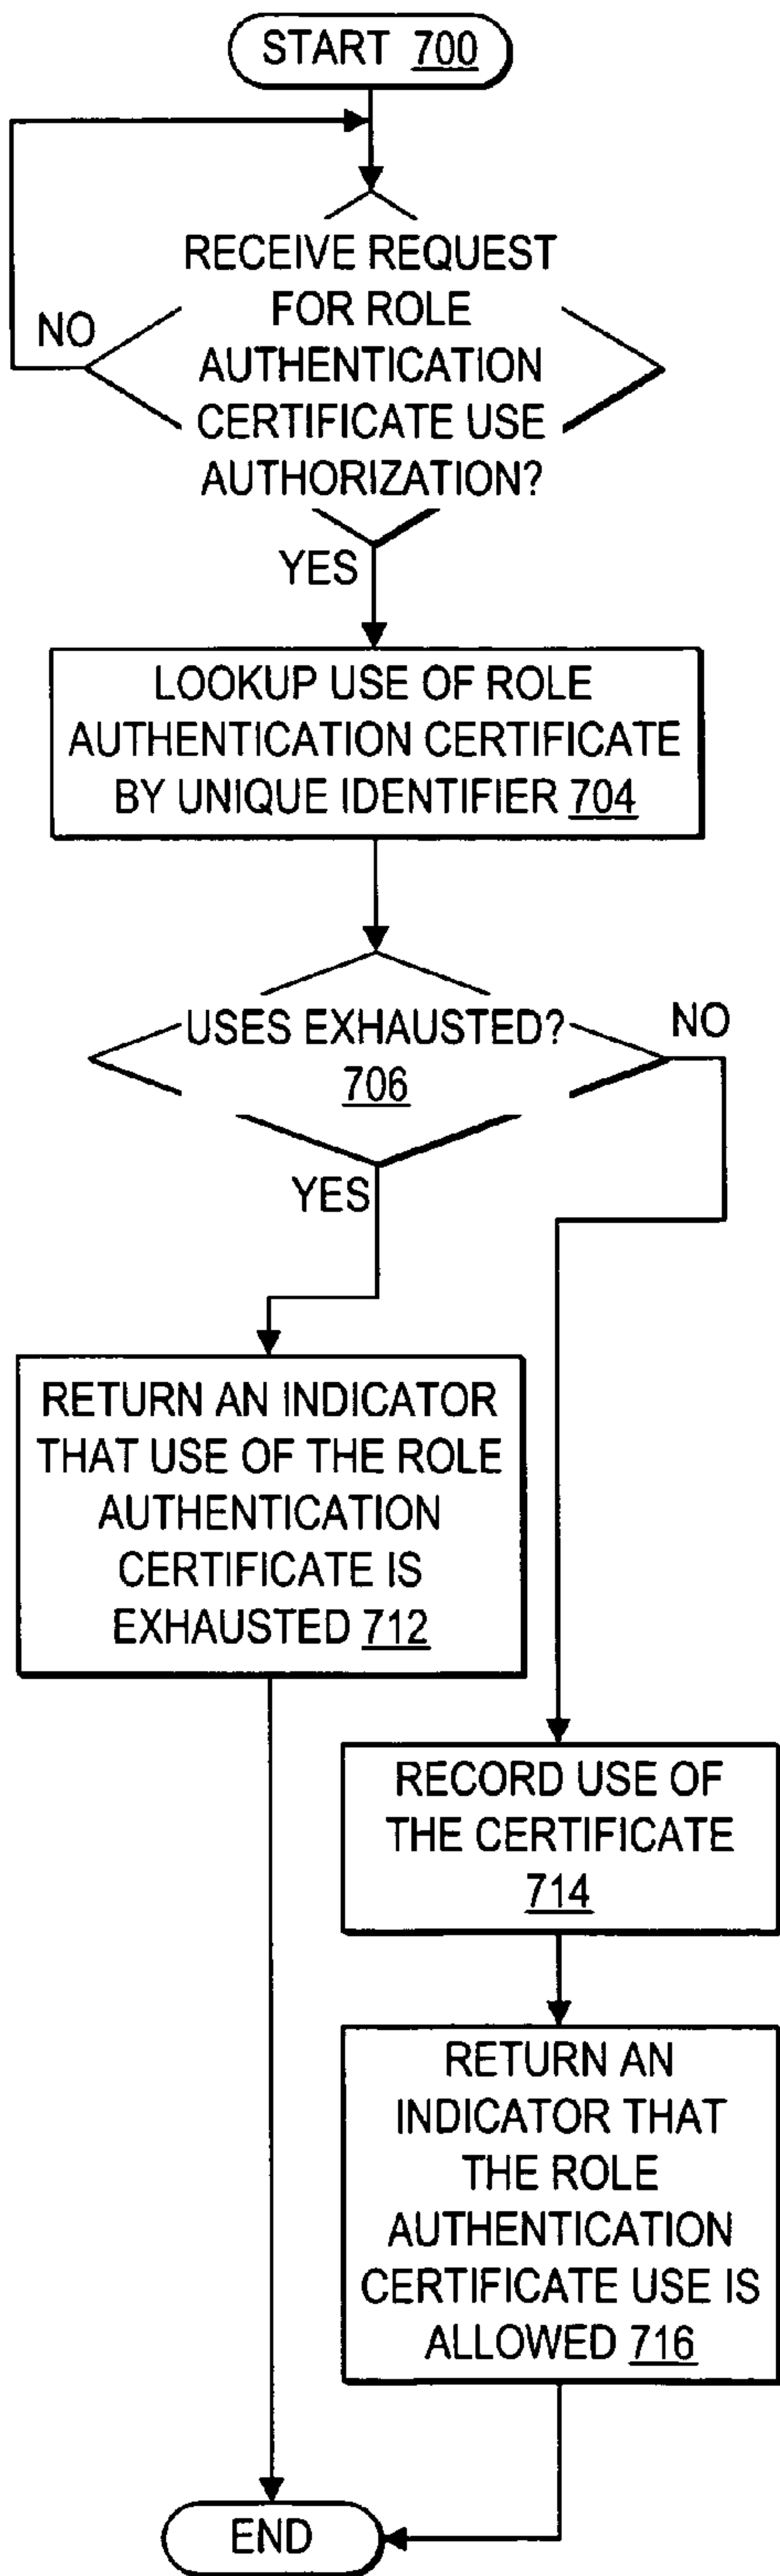 START 700
RECEIVE REQUEST
FOR ROLE
AUTHENTICATION
CERTIFICATE USE
AUTHORIZATION?
NO
YES
LOOKUP USE OF ROLE
AUTHENTICATION CERTIFICATE
BY UNIQUE IDENTIFIER 704
USES EXHAUSTED?
706
NO
YES
RETURN AN INDICATOR
THAT USE OF THE ROLE
AUTHENTICATION
CERTIFICATE IS
EXHAUSTED 712
RECORD USE OF
THE CERTIFICATE
714
RETURN AN
INDICATOR THAT
THE ROLE
AUTHENTICATION
CERTIFICATE USE IS
ALLOWED 716
END